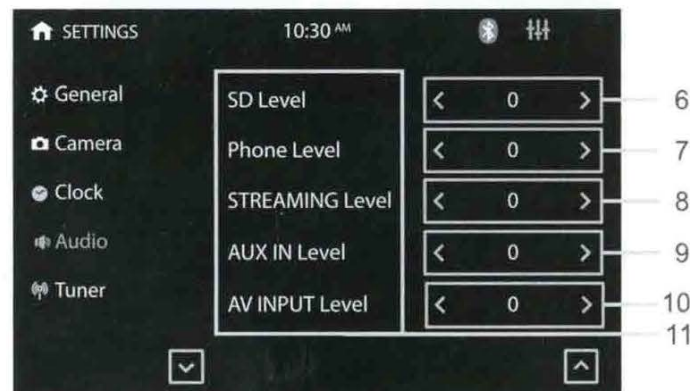 SETTINGS 10:30 AM
General
Camera
Clock
Audio
Tuner
SD Level < 0 > 6
Phone Level < 0 > 7
STREAMING Level < 0 > 8
AUX IN Level < 0 > 9
AV INPUT Level < 0 > 10
11